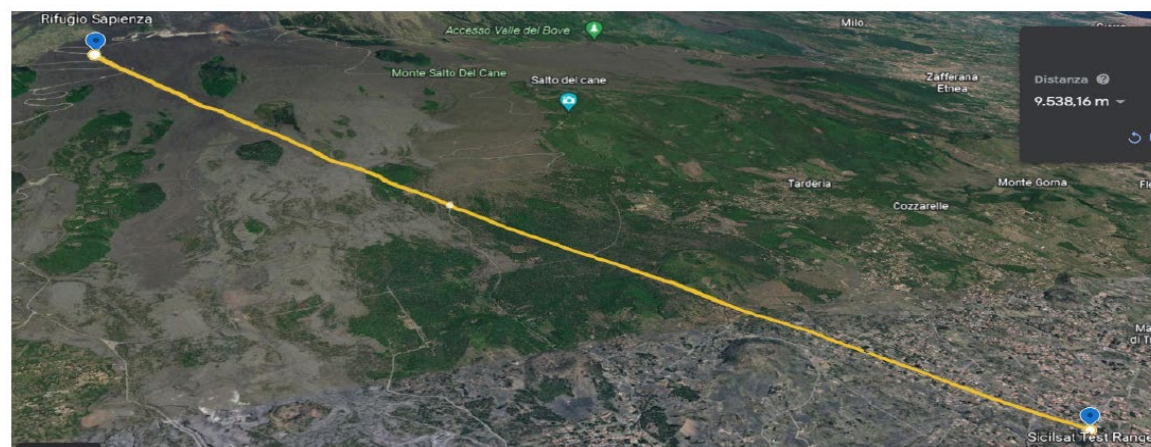 Rifugio Sapienza
Accesso Valle del Bove
Milo
Monte Salto Del Cane
Salto del cane
Zafferana
Etnea
Distanza
9.538,16 m
Tarderia
Monte Gorna
Cozzarelle
Sicilsat Test Range